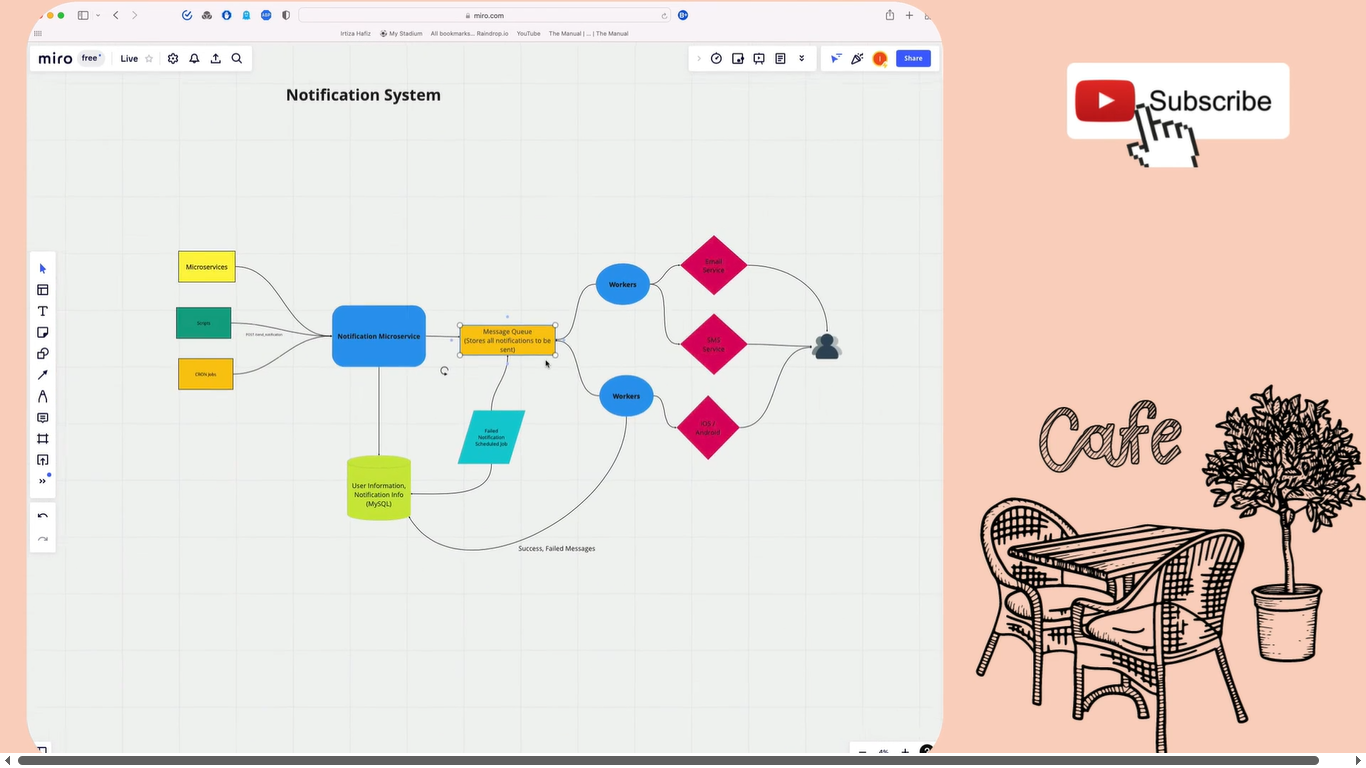 miro.com
Irtiza Hafiz
My Stadium
All bookmarks... Raindrop.io
YouTube
The Manual | ... | The Manual
miro
free
Live
Share
Notification System
Subscribe
Microservices
Scripts
POST /send_notification
CRON Jobs
Notification Microservice
Message Queue
(Stores all notifications to be
sent)
Workers
Workers
Email
Service
SMS
Service
iOS /
Android
Failed
Notification
Scheduled Job
User Information,
Notification Info
(MySQL)
Success, Failed Messages
Cafe